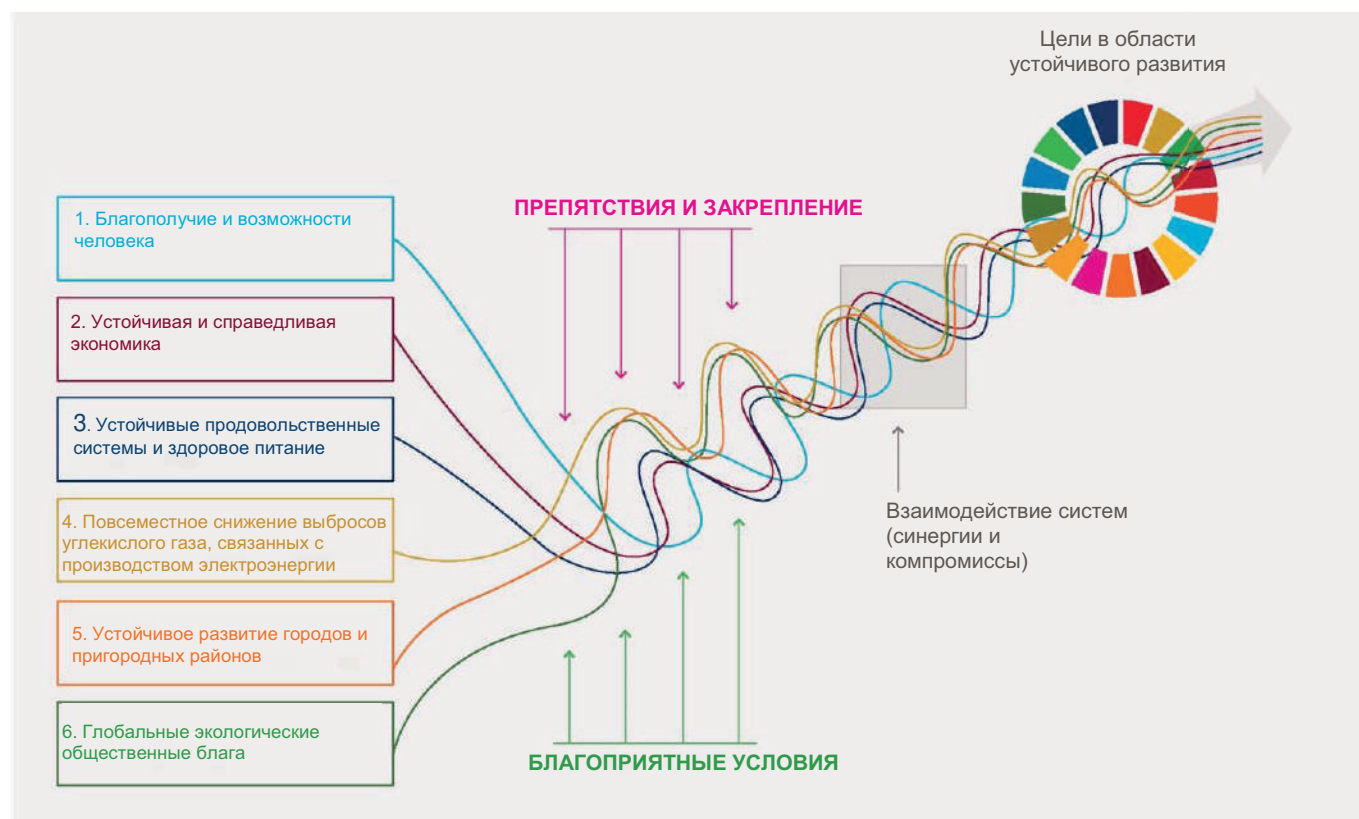 Цели в области
устойчивого развития
1. Благополучие и возможности
человека
ПРЕПЯТСТВИЯ И ЗАКРЕПЛЕНИЕ
2. Устойчивая и справедливая
экономика
3. Устойчивые продовольственные
системы и здоровое питание
4. Повсеместное снижение выбросов
углекислого газа, связанных с
производством электроэнергии
Взаимодействие систем
(синергии и
компромиссы)
5. Устойчивое развитие городов и
пригородных районов
6. Глобальные экологические
общественные блага
БЛАГОПРИЯТНЫЕ УСЛОВИЯ